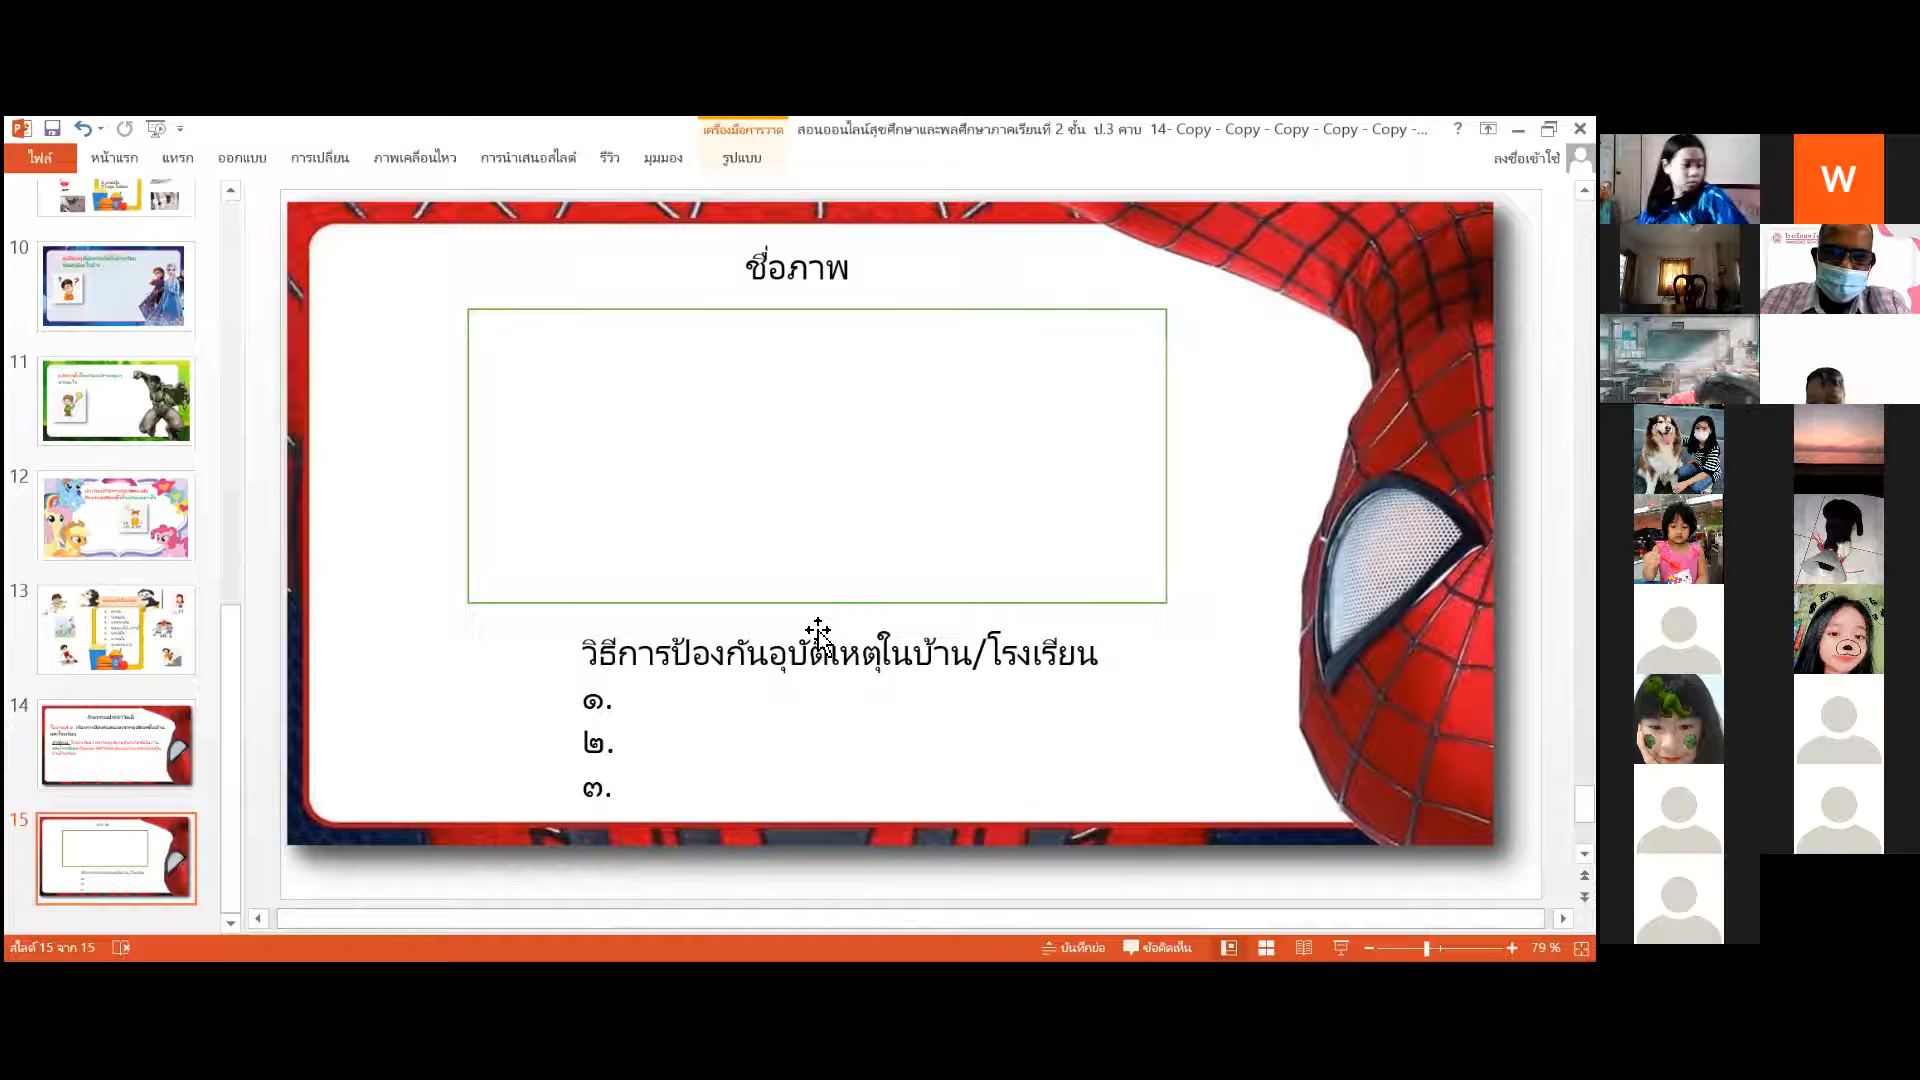 เครื่องมือการวาด
สอนออนไลน์สุขศึกษาและพลศึกษาภาคเรียนที่ 2 ชั้น ป.3 คาบ 14- Copy - Copy - Copy - Copy - Copy -...
ไฟล์ หน้าแรก แทรก ออกแบบ การเปลี่ยน ภาพเคลื่อนไหว การนำเสนอสไลด์ รีวิว มุมมอง รูปแบบ ลงชื่อเข้าใช้
10
11
12
13
14
15
ชื่อภาพ
วิธีการป้องกันอุบัติเหตุในบ้าน/โรงเรียน
๑.
๒.
๓.
W
สไลด์ 15 จาก 15 บันทึกย่อ ข้อคิดเห็น 79 %